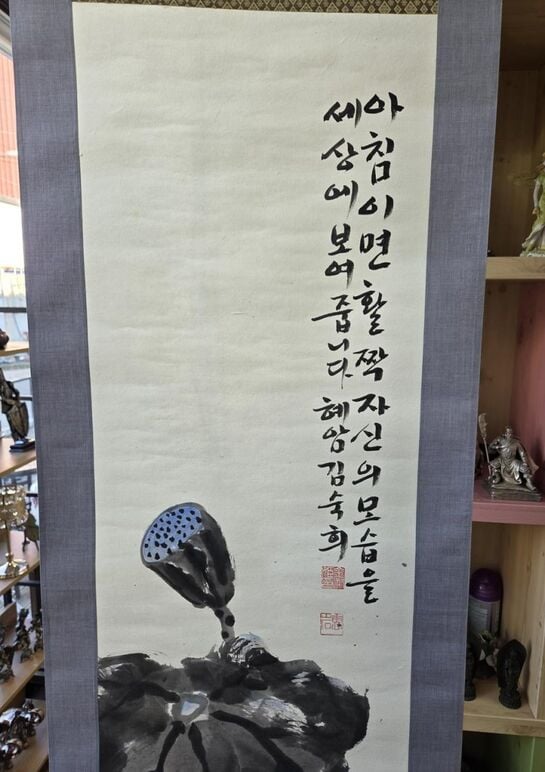 아침이면 활짝 자신의 모습을
세상에 보여줍니다 혜암 김숙희